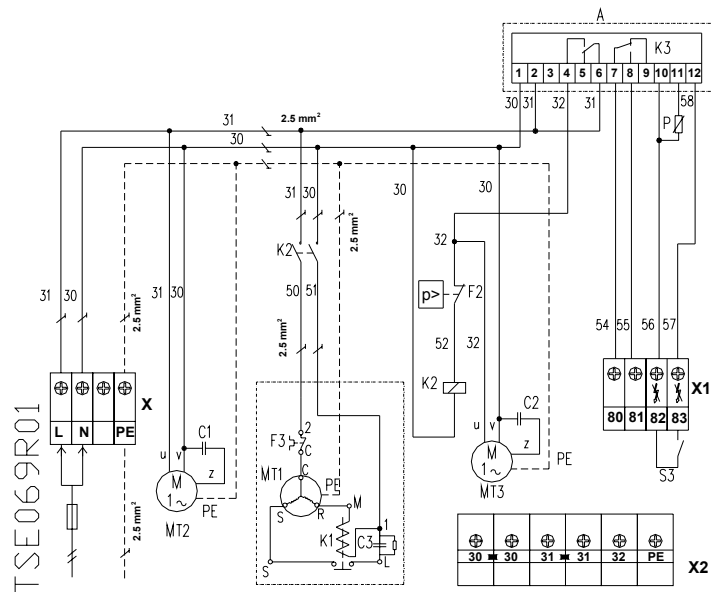 A
K3
1 2 3 4 5 6 7 8 9 10 11 12
30 31 32 31 58
P
31 2.5 mm²
30
31 30 30 30
2.5 mm²
32
K2
31 30 31 30
p> F2
50 51
54 55 56 57
2.5 mm² 2.5 mm² 52 32
K2
X
X1
L N PE
80 81 82 83
C1
u v
z
M
1~
MT2
PE
2
F3
C
MT1
C
PE
S R M
K1
1
C3
S L
C2
u v
z
M
1~
MT3
PE
S3
2.5 mm²
TSE069R01
30 30 31 31 32 PE
X2